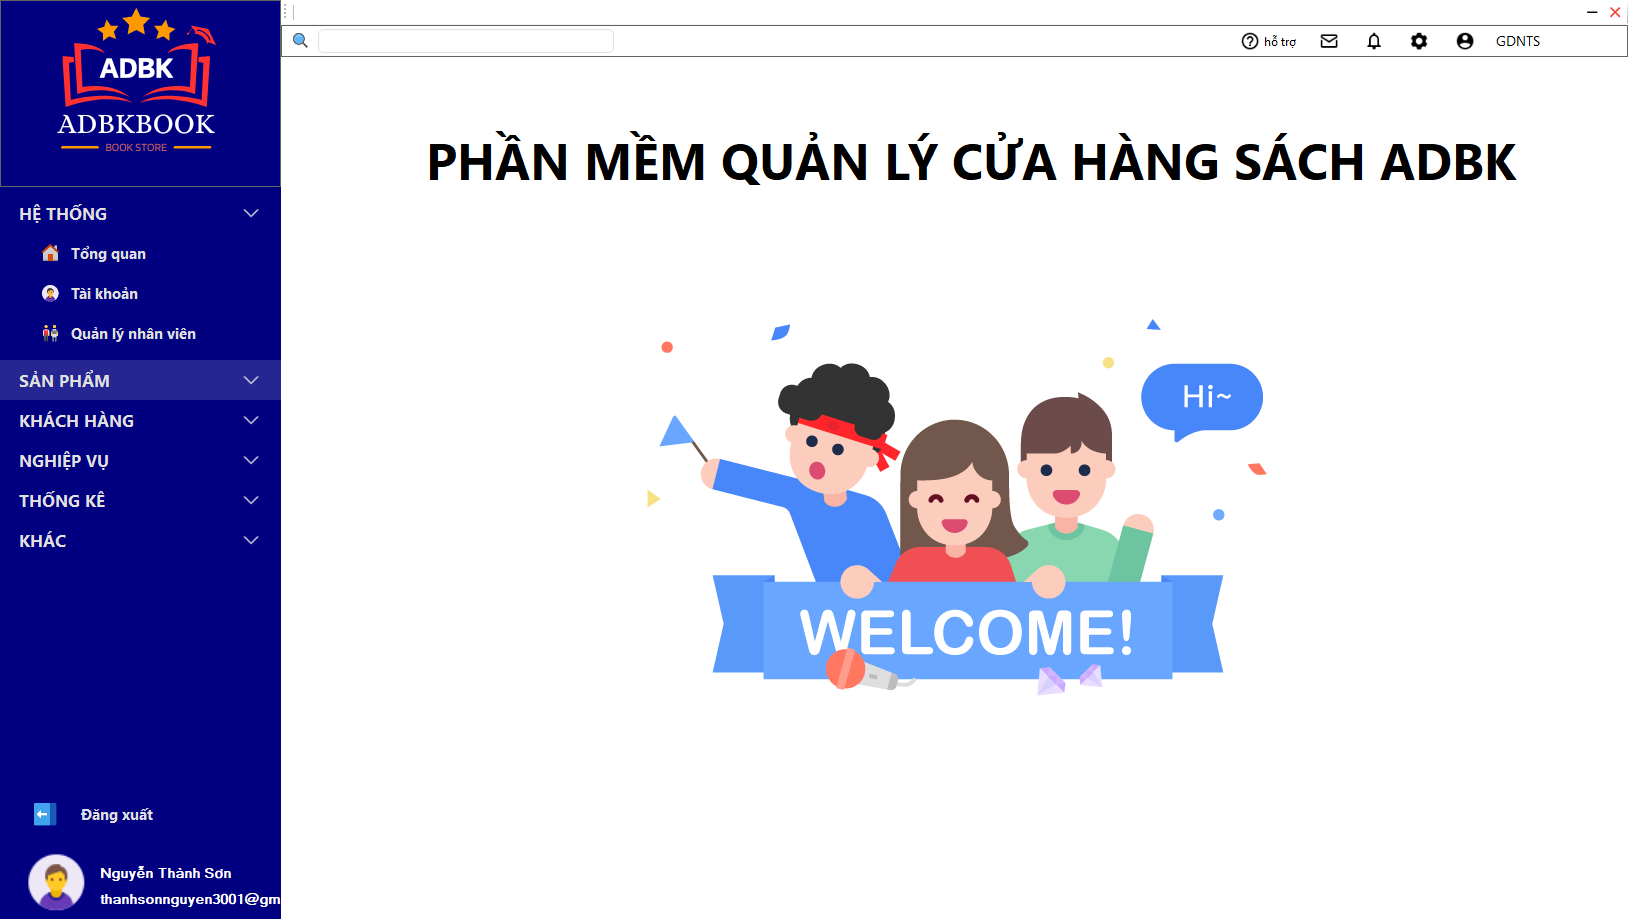 ADBK
ADBKBOOK
BOOK STORE
HỆ THỐNG
Tổng quan
Tài khoản
Quản lý nhân viên
SẢN PHẨM
KHÁCH HÀNG
NGHIỆP VỤ
THỐNG KÊ
KHÁC
Đăng xuất
Nguyễn Thành Sơn
thanhsonnguyen3001@gm
hỗ trợ
GDNTS
PHẦN MỀM QUẢN LÝ CỬA HÀNG SÁCH ADBK
Hi~
WELCOME!